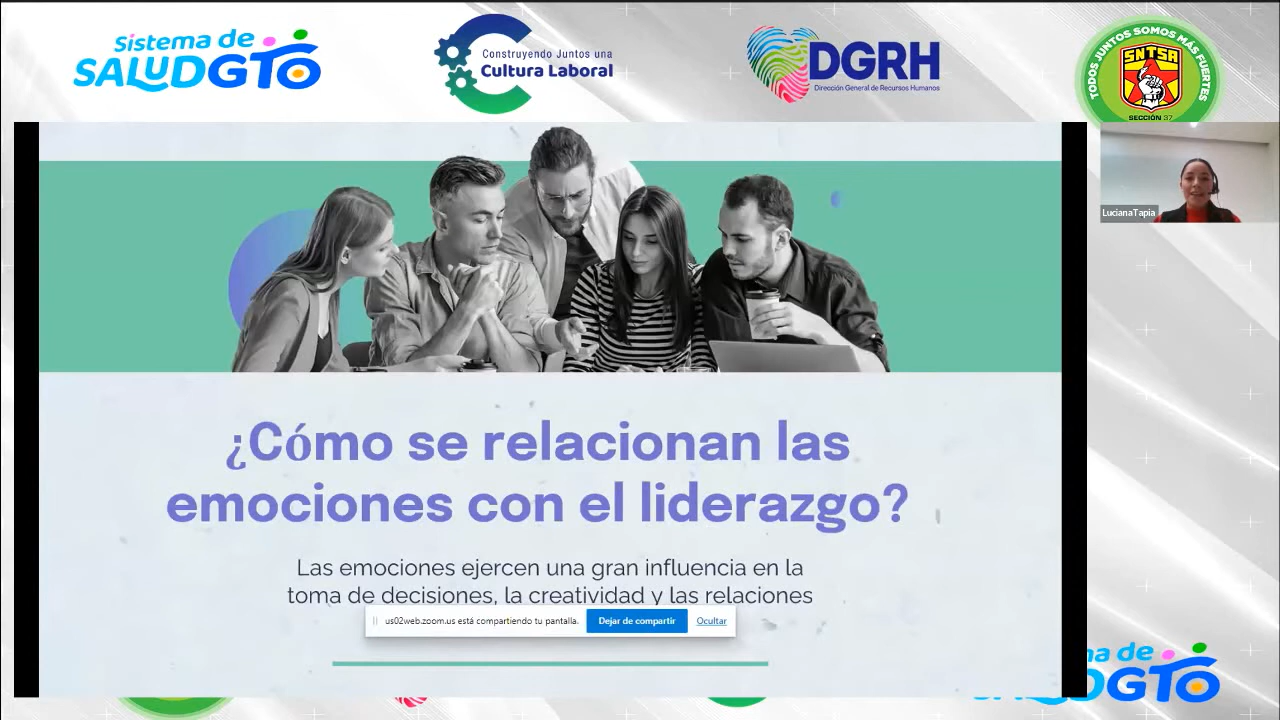 Sistema de
SALUDGTO
Construyendo Juntos una
Cultura Laboral
DGRH
Dirección General de Recursos Humanos
TODOS JUNTOS SOMOS MÁS FUERTES
SNTSA
SECCIÓN 37
LucianaTapia
¿Cómo se relacionan las
emociones con el liderazgo?
Las emociones ejercen una gran influencia en la
toma de decisiones, la creatividad y las relaciones
us02web.zoom.us está compartiendo tu pantalla.
Dejar de compartir
Ocultar
ma de
SALUDGTO